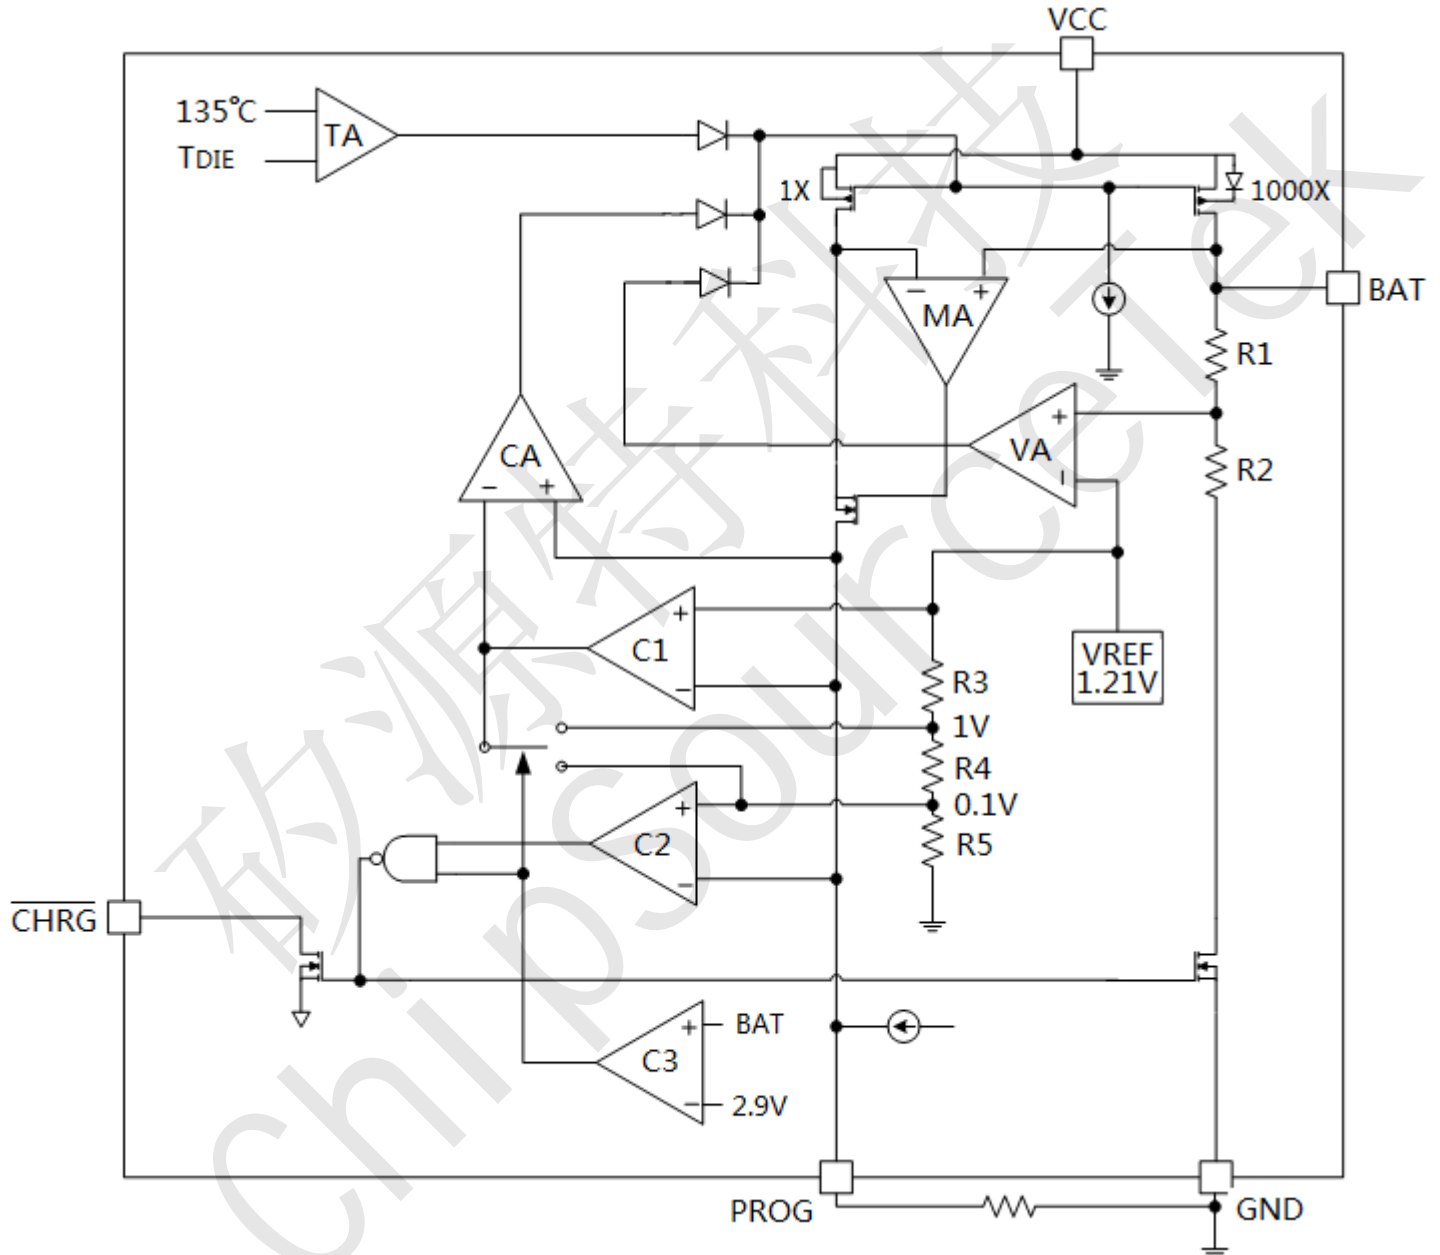 VCC
135℃
TA
TDIE
1X
1000X
− +
MA
BAT
R1
+
VA
−
R2
CA
− +
+
C1
−
R3
VREF
1.21V
1V
R4
0.1V
+
C2
−
R5
CHRG
+ BAT
C3
− 2.9V
PROG
GND
矽源特科技
ChipSourceTek